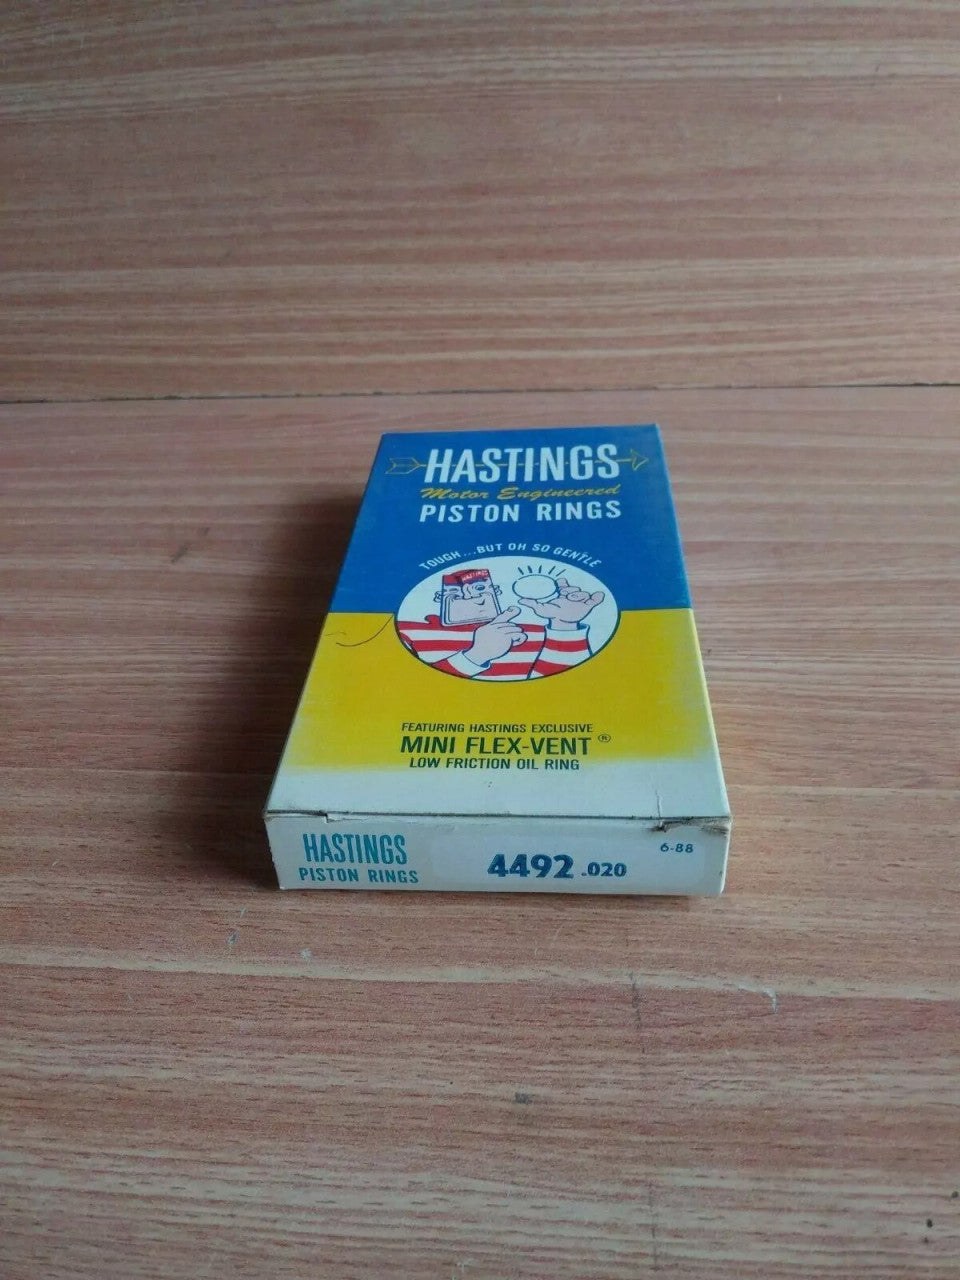 HASTINGS
Motor Engineered
PISTON RINGS
TOUGH...BUT OH SO GENTLE
HASTINGS
FEATURING HASTINGS EXCLUSIVE
MINI FLEX-VENT®
LOW FRICTION OIL RING
HASTINGS
PISTON RINGS
4492 .020
6-88